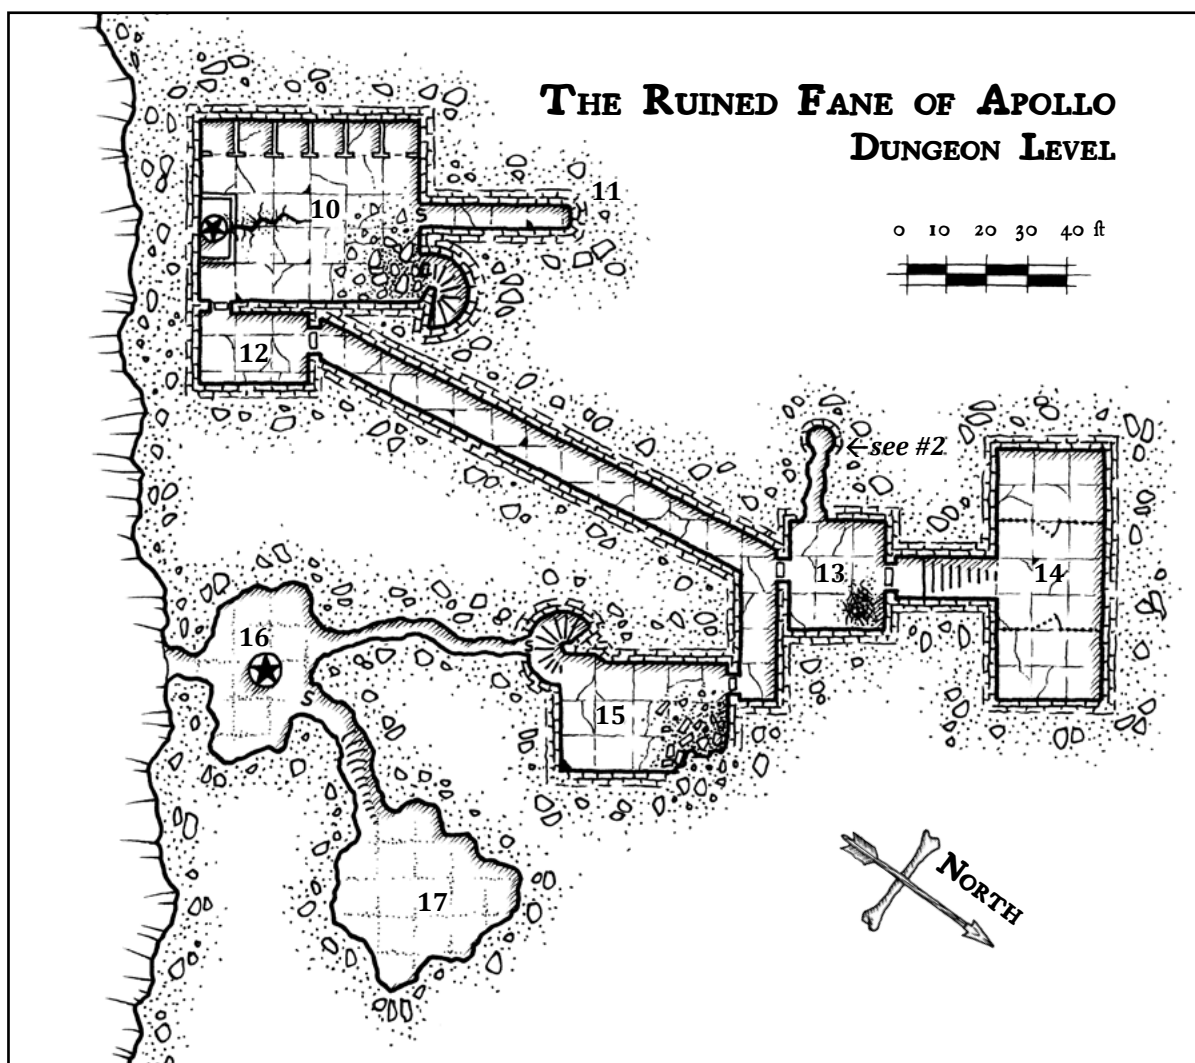 The Ruined Fane of Apollo
Dungeon Level
0 10 20 30 40 ft
11
10
S
12
←see #2
13
14
16
S
15
17
North